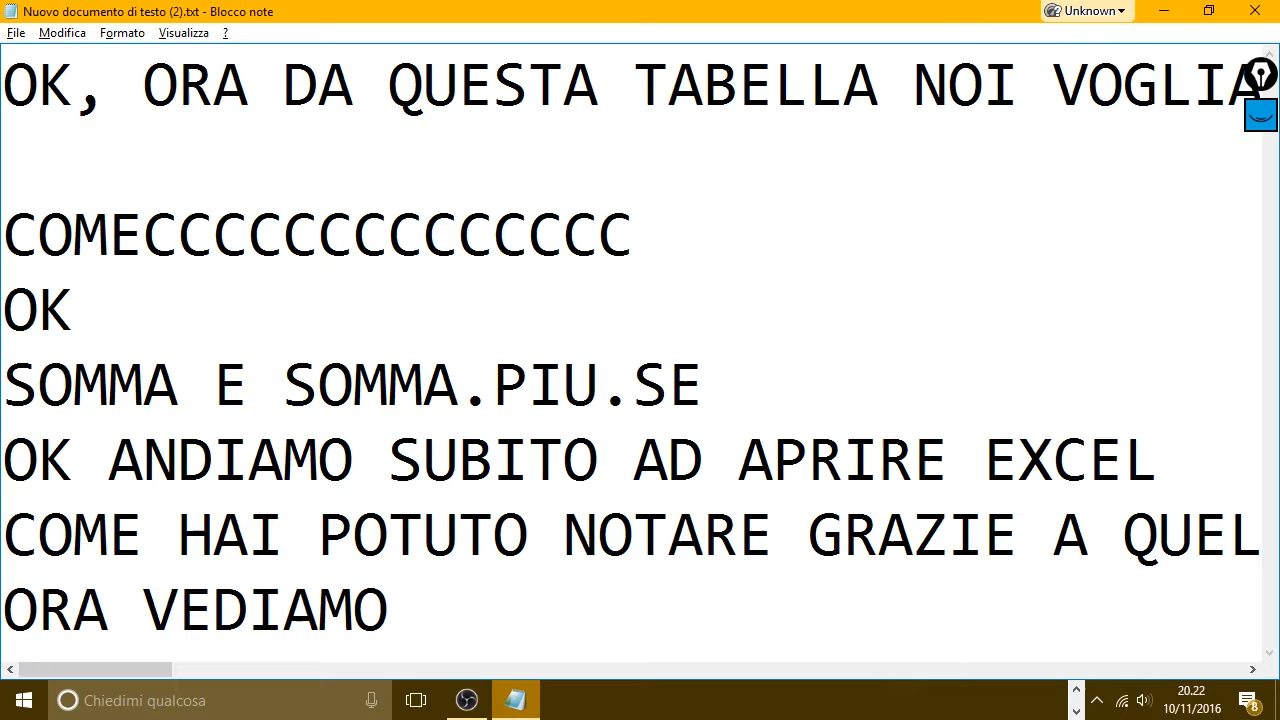 Nuovo documento di testo (2).txt - Blocco note
Unknown
File Modifica Formato Visualizza ?
OK, ORA DA QUESTA TABELLA NOI VOGLIA
COMECCCCCCCCCCCCCC
OK
SOMMA E SOMMA.PIU.SE
OK ANDIAMO SUBITO AD APRIRE EXCEL
COME HAI POTUTO NOTARE GRAZIE A QUEL
ORA VEDIAMO
Chiedimi qualcosa
20.22
10/11/2016
8